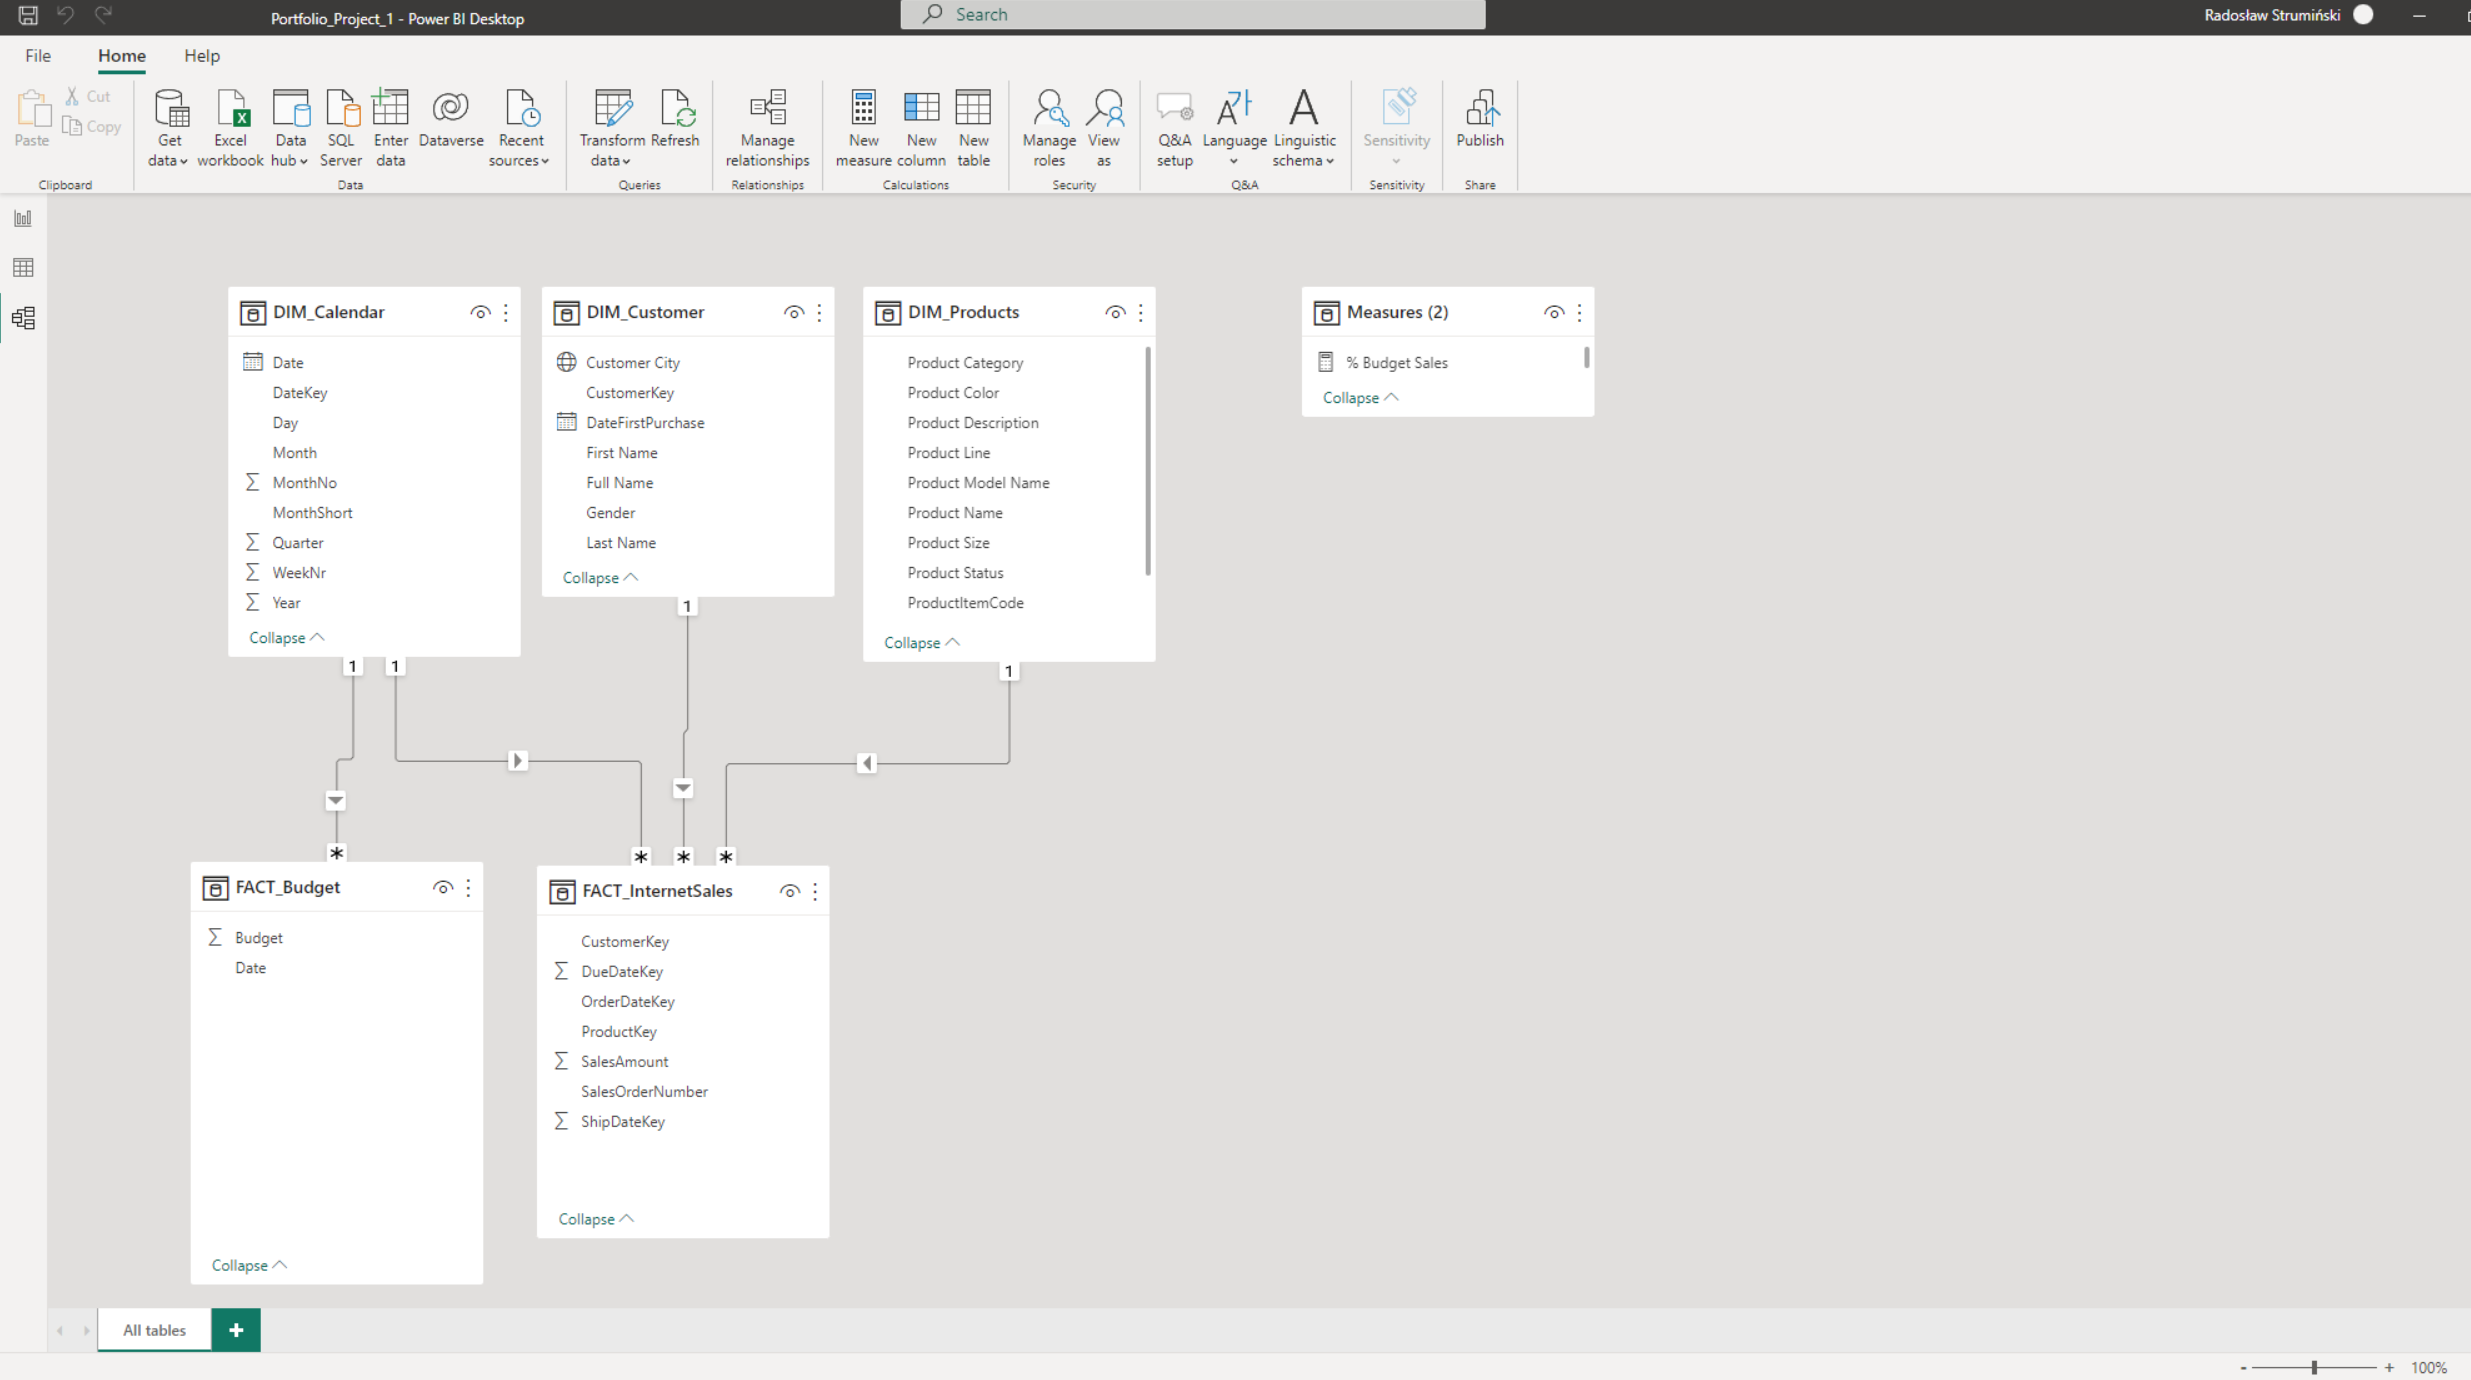 Portfolio_Project_1 - Power BI Desktop
Search
Radosław Strumiński
File
Home
Help
Paste
Cut
Copy
Clipboard
Get data
Excel workbook
Data hub
SQL Server
Enter data
Dataverse
Recent sources
Data
Transform data
Refresh
Queries
Manage relationships
Relationships
New measure
New column
New table
Calculations
Manage roles
View as
Security
Q&A setup
Language
Linguistic schema
Q&A
Sensitivity
Sensitivity
Publish
Share
DIM_Calendar
Date
DateKey
Day
Month
MonthNo
MonthShort
Quarter
WeekNr
Year
Collapse
DIM_Customer
Customer City
CustomerKey
DateFirstPurchase
First Name
Full Name
Gender
Last Name
Collapse
DIM_Products
Product Category
Product Color
Product Description
Product Line
Product Model Name
Product Name
Product Size
Product Status
ProductItemCode
Collapse
Measures (2)
% Budget Sales
Collapse
1
1
1
1
*
*
*
*
FACT_Budget
Budget
Date
Collapse
FACT_InternetSales
CustomerKey
DueDateKey
OrderDateKey
ProductKey
SalesAmount
SalesOrderNumber
ShipDateKey
Collapse
All tables
+
- + 100%